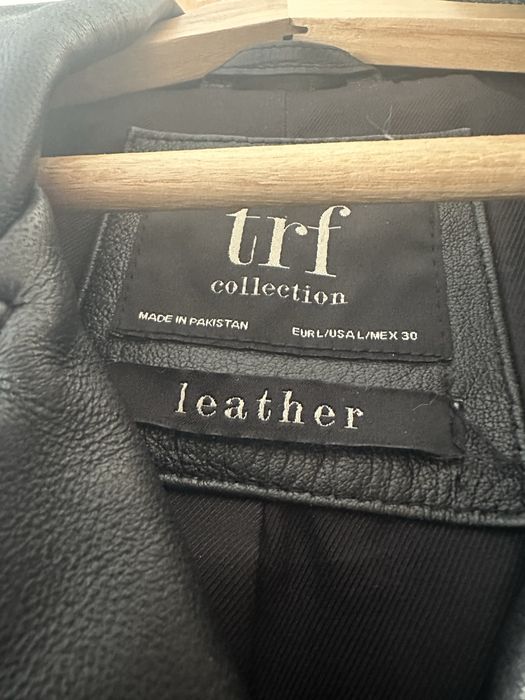 trf
collection
MADE IN PAKISTAN
EUR L/USA L/MEX 30
leather